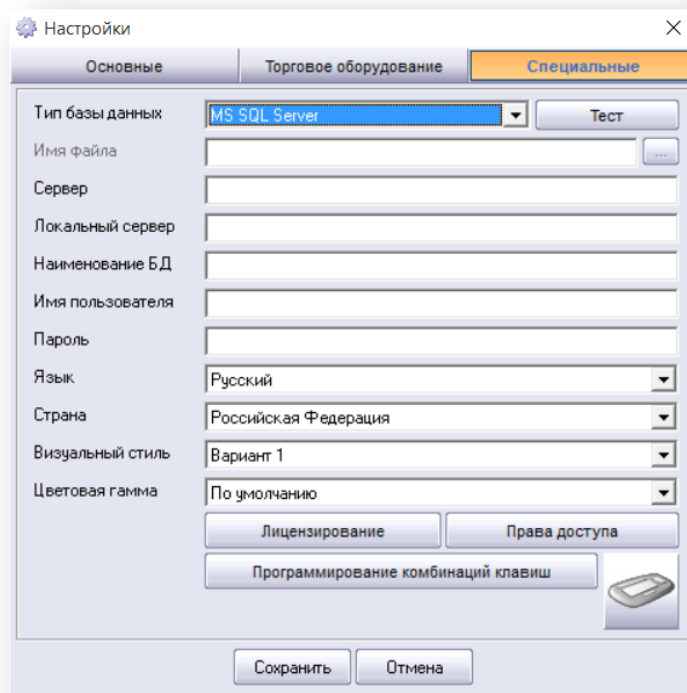 Настройки
Основные Торговое оборудование Специальные
Тип базы данных MS SQL Server Тест
Имя файла ...
Сервер
Локальный сервер
Наименование БД
Имя пользователя
Пароль
Язык Русский
Страна Российская Федерация
Визуальный стиль Вариант 1
Цветовая гамма По умолчанию
Лицензирование Права доступа
Программирование комбинаций клавиш
Сохранить Отмена